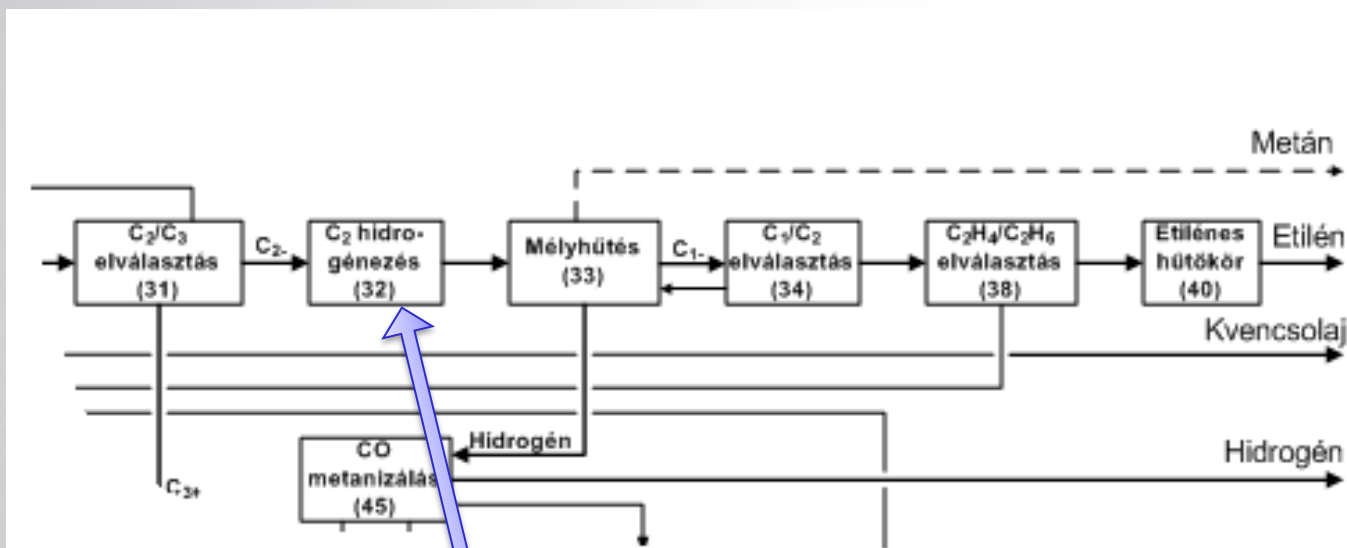 Metán
C₂/C₃
elválasztás
(31)
C₂₋
C₂ hidro-
génezés
(32)
Mélyhűtés
(33)
C₁₋
C₁/C₂
elválasztás
(34)
C₂H₄/C₂H₆
elválasztás
(38)
Etilénes
hűtőkör
(40)
Etilén
Kvencsolaj
C₃₊
CO
metanizálás
(45)
Hidrogén
Hidrogén